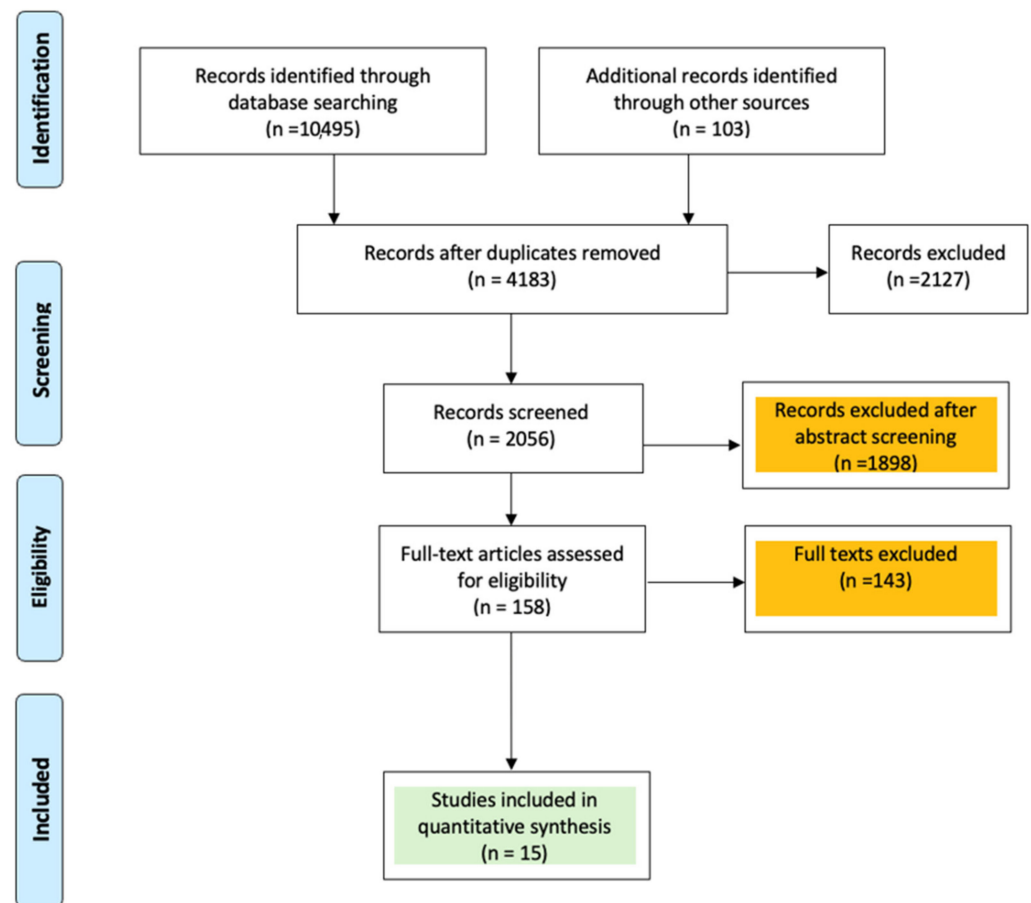 Identification
Records identified through
database searching
(n =10,495)
Additional records identified
through other sources
(n = 103)
Records after duplicates removed
(n = 4183)
Records excluded
(n =2127)
Screening
Records screened
(n = 2056)
Records excluded after
abstract screening
(n =1898)
Eligibility
Full-text articles assessed
for eligibility
(n = 158)
Full texts excluded
(n =143)
Included
Studies included in
quantitative synthesis
(n = 15)